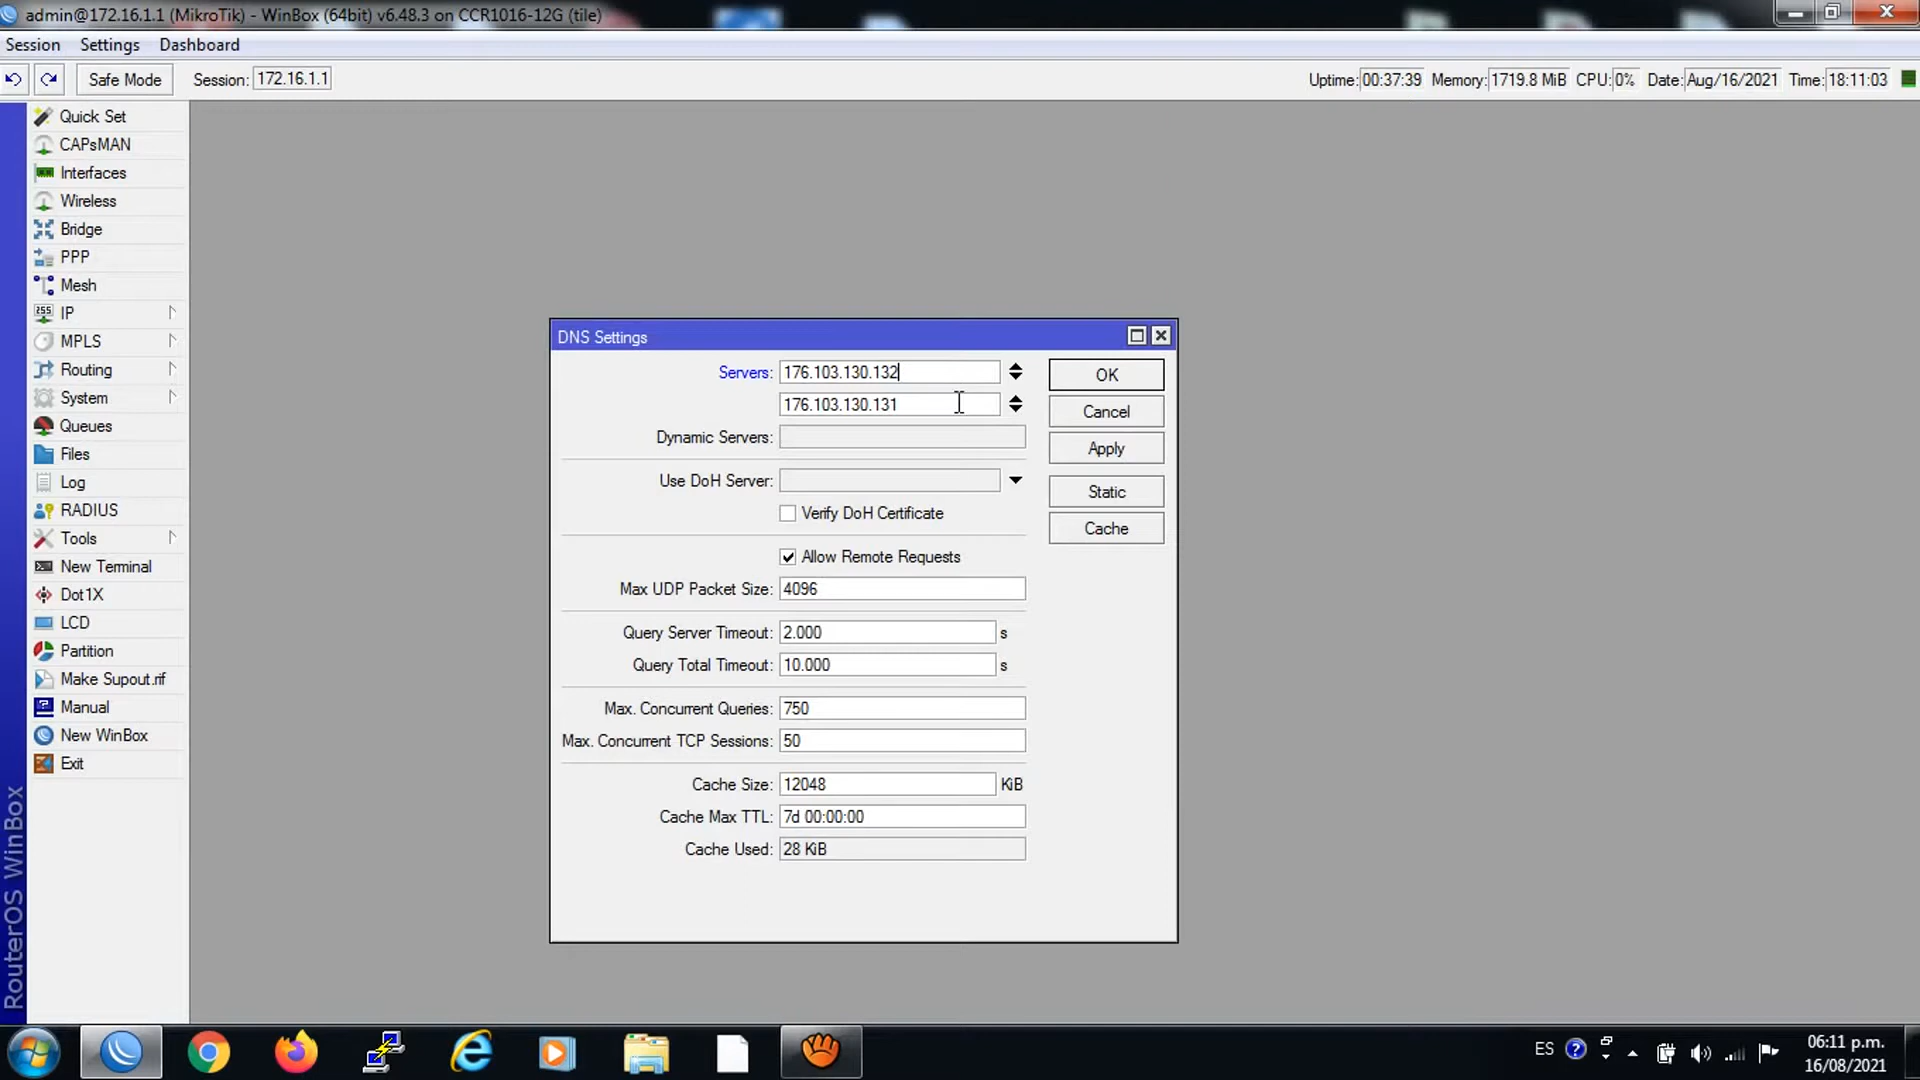 admin@172.16.1.1 (MikroTik) - WinBox (64bit) v6.48.3 on CCR1016-12G (tile)
Session Settings Dashboard
Safe Mode Session: 172.16.1.1 Uptime: 00:37:39 Memory: 1719.8 MiB CPU: 0% Date: Aug/16/2021 Time: 18:11:03
Quick Set
CAPsMAN
Interfaces
Wireless
Bridge
PPP
Mesh
255 IP
MPLS
Routing
System
Queues
Files
Log
RADIUS
Tools
New Terminal
Dot1X
LCD
Partition
Make Supout.rif
Manual
New WinBox
Exit
RouterOS WinBox
DNS Settings
Servers: 176.103.130.132
176.103.130.131
Dynamic Servers:
Use DoH Server:
Verify DoH Certificate
Allow Remote Requests
Max UDP Packet Size: 4096
Query Server Timeout: 2.000 s
Query Total Timeout: 10.000 s
Max. Concurrent Queries: 750
Max. Concurrent TCP Sessions: 50
Cache Size: 12048 KiB
Cache Max TTL: 7d 00:00:00
Cache Used: 28 KiB
OK
Cancel
Apply
Static
Cache
ES
06:11 p.m.
16/08/2021